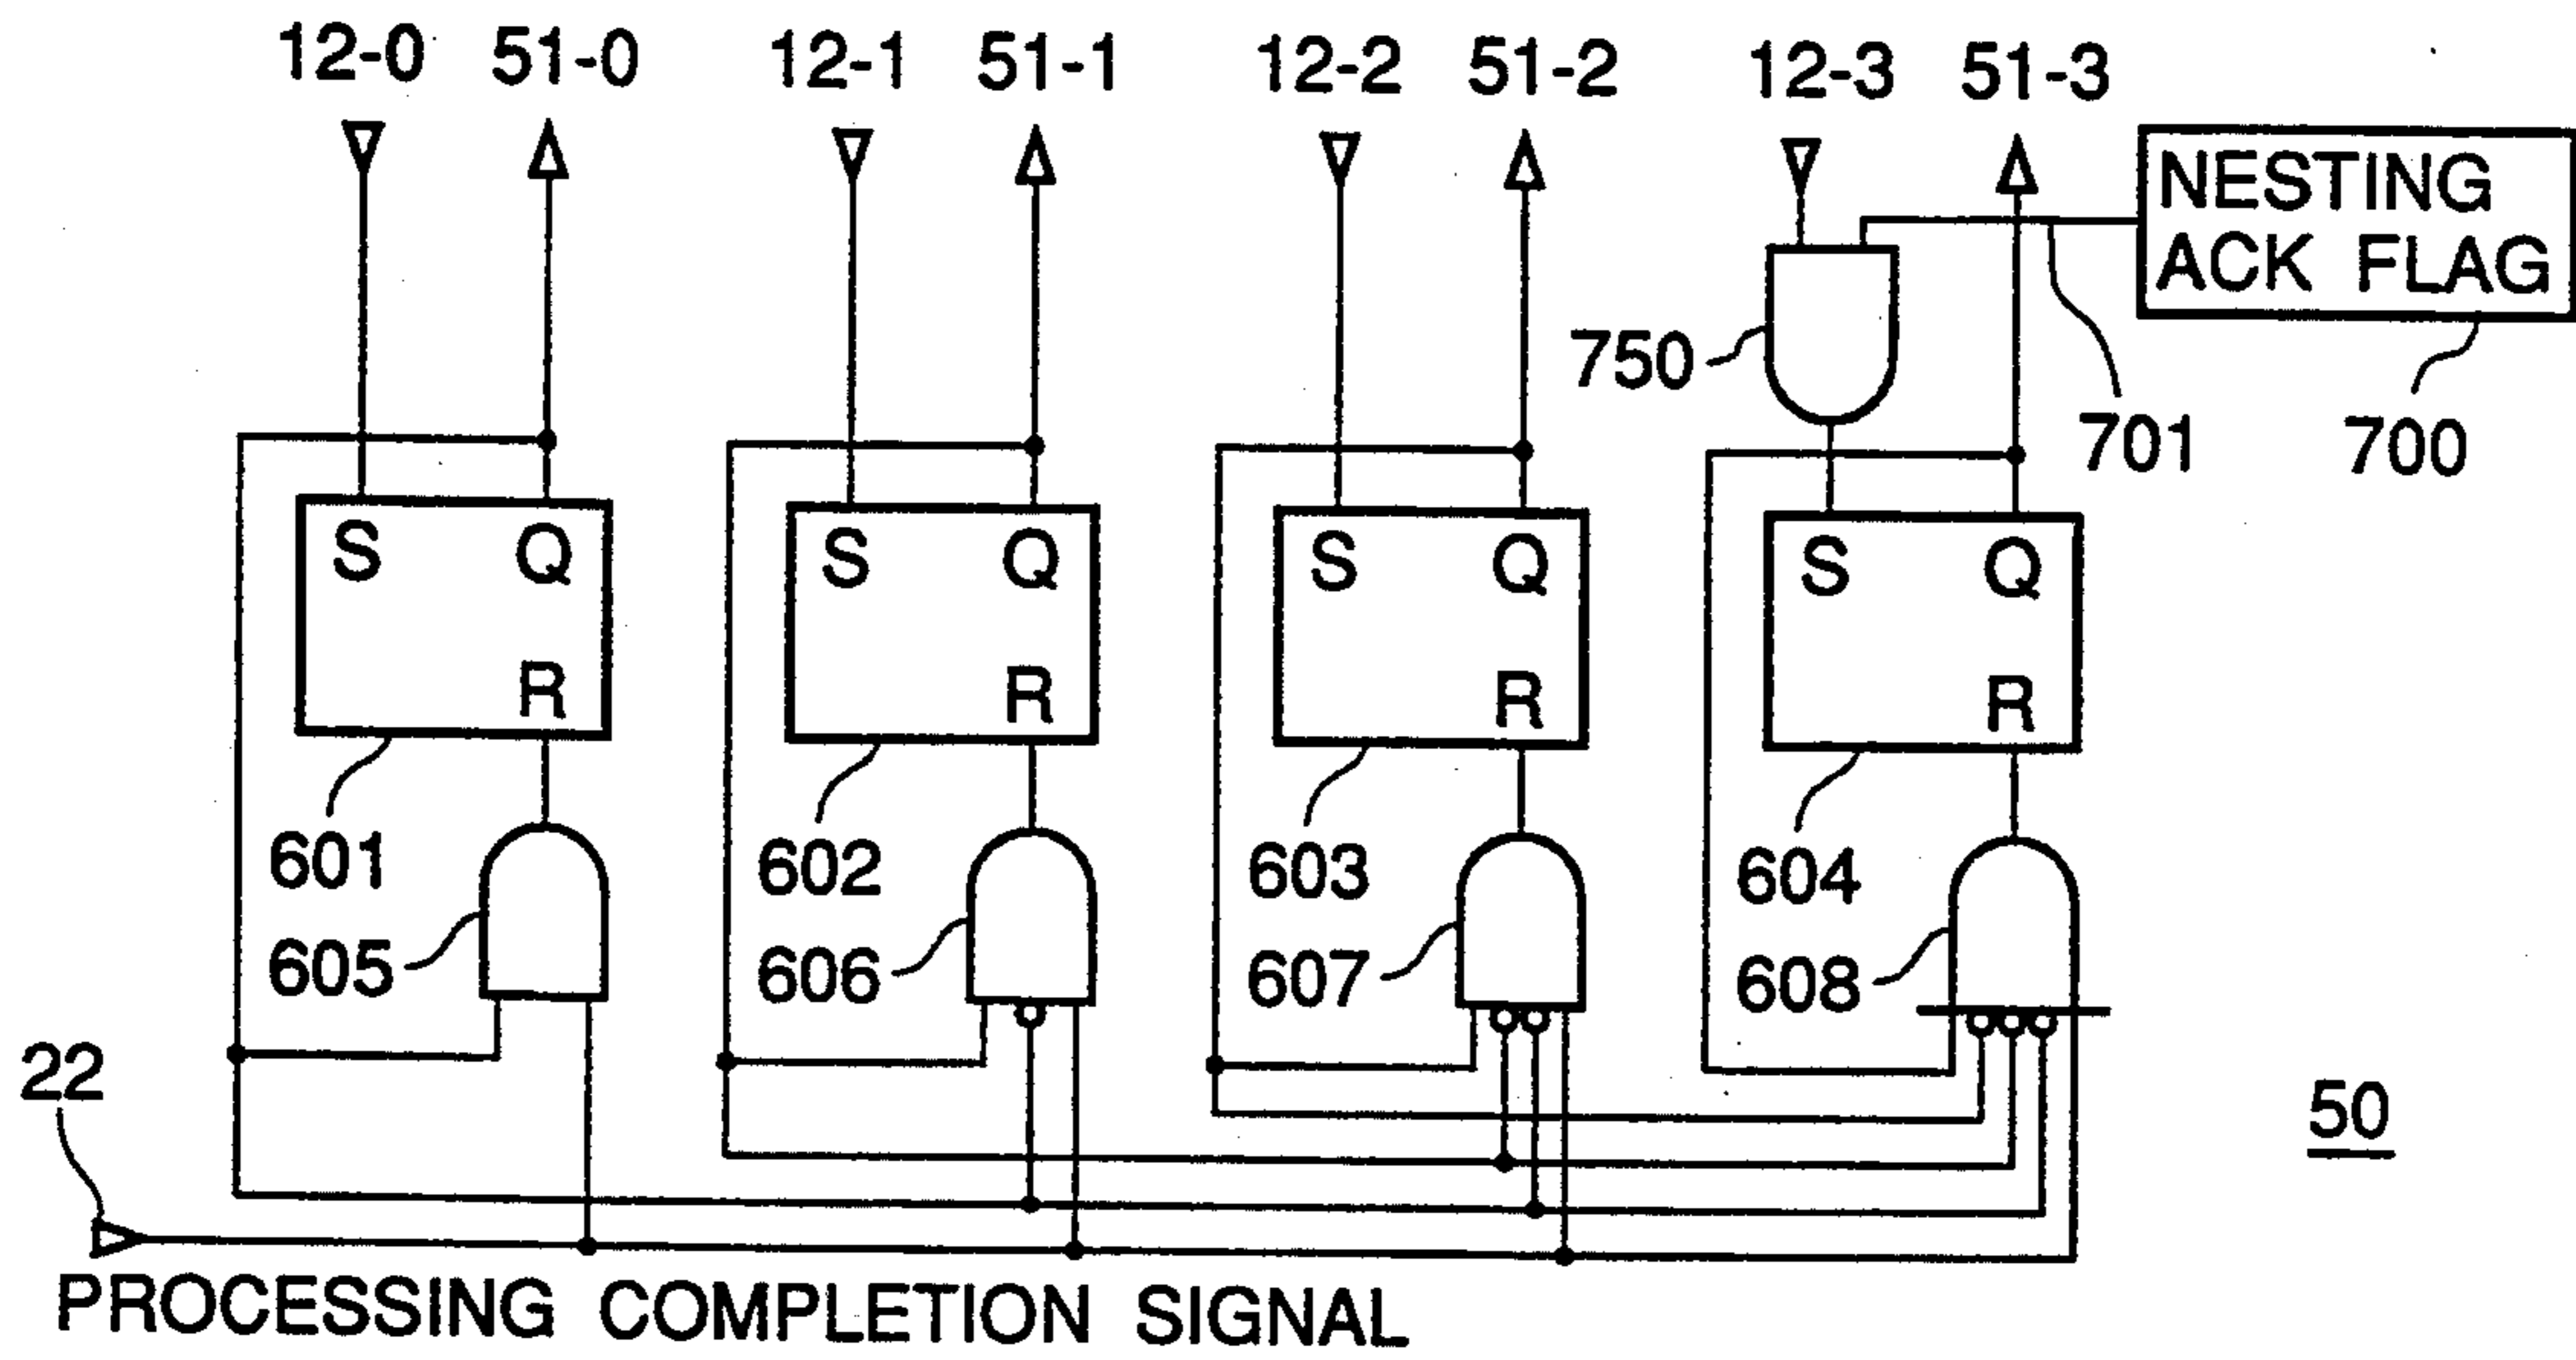 12-0 51-0 12-1 51-1 12-2 51-2 12-3 51-3
NESTING
ACK FLAG
750
701
700
S Q S Q S Q S Q
R R R R
601 602 603 604
605 606 607 608
22
50
PROCESSING COMPLETION SIGNAL